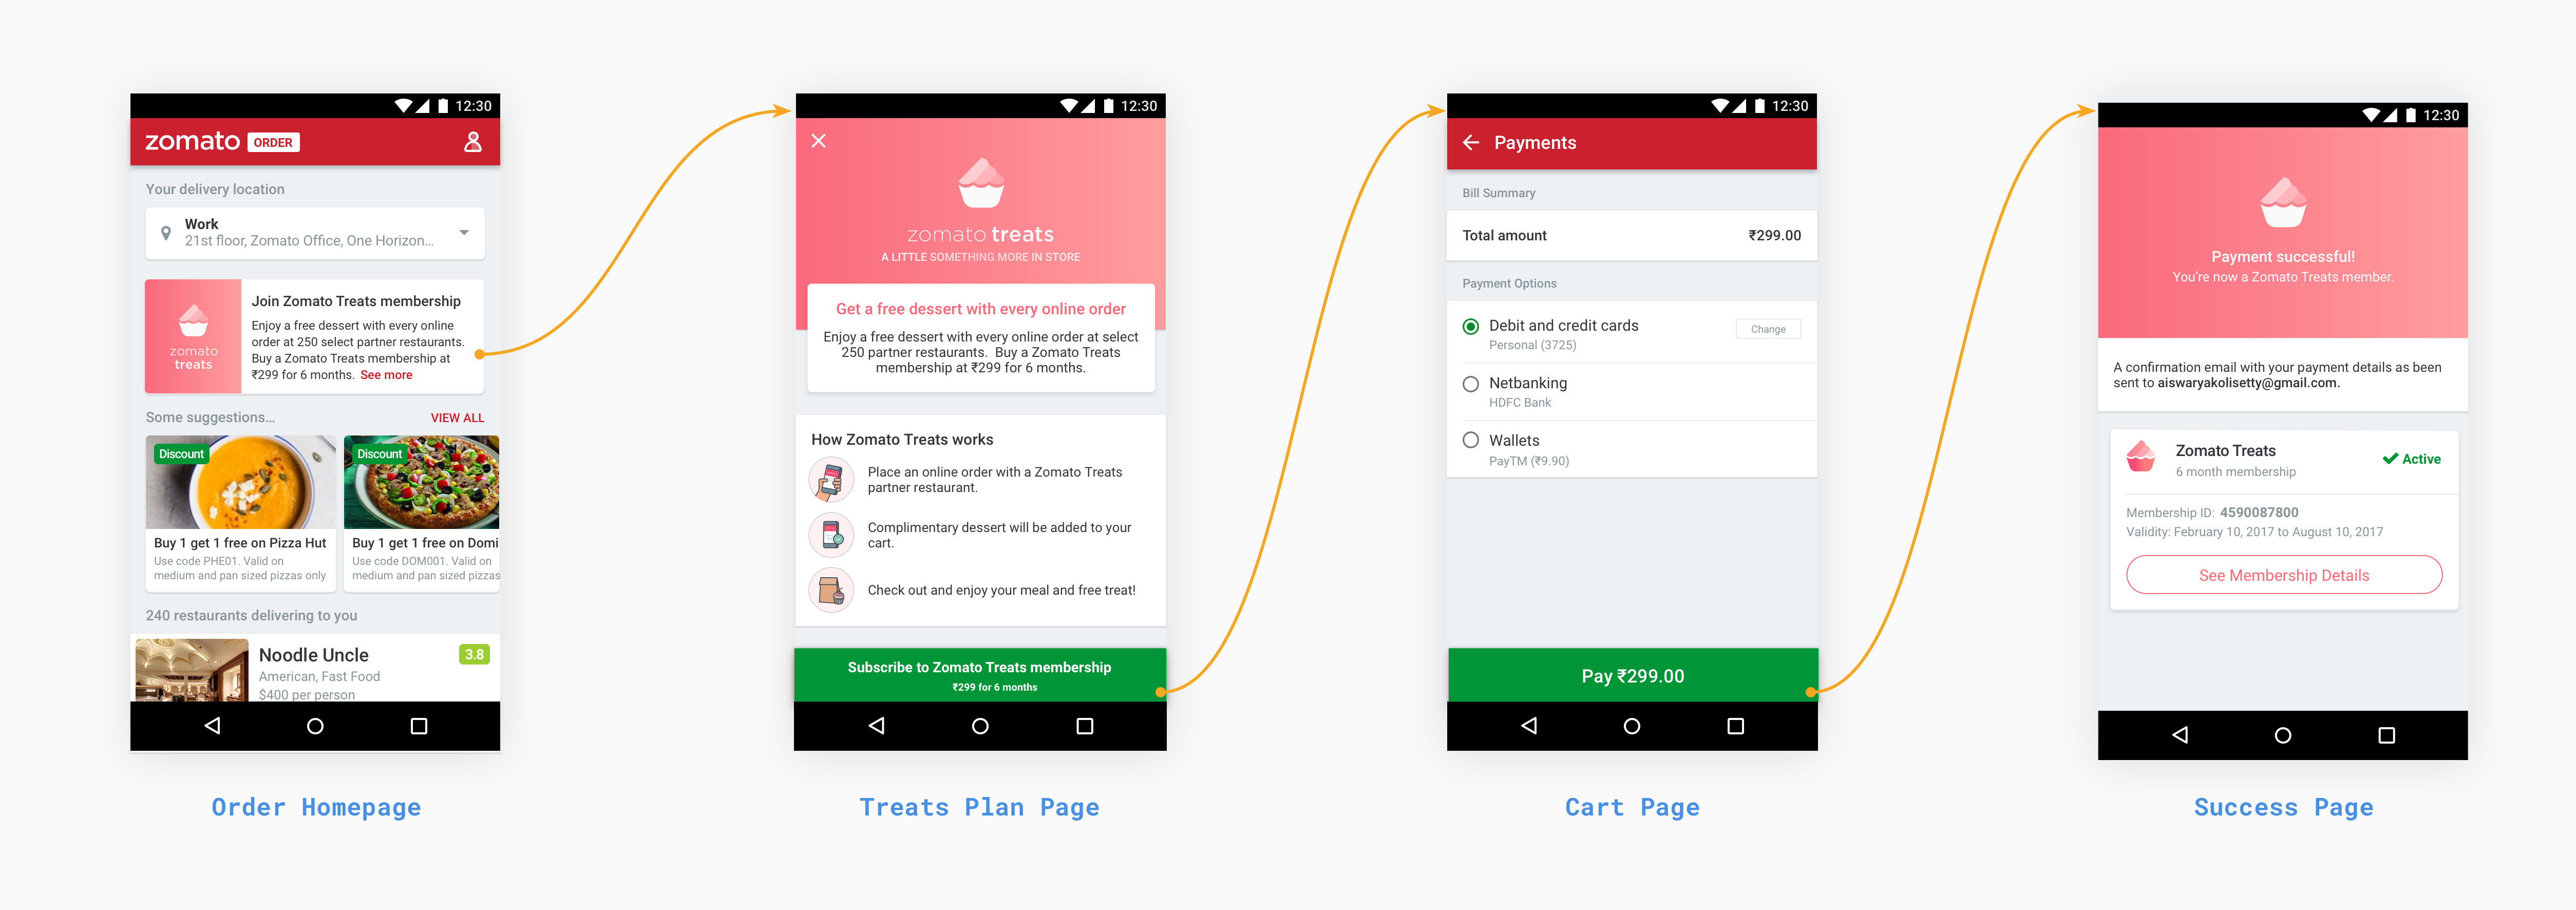 12:30
zomato ORDER
Your delivery location
Work
21st floor, Zomato Office, One Horizon...
zomato
treats
Join Zomato Treats membership
Enjoy a free dessert with every online
order at 250 select partner restaurants.
Buy a Zomato Treats membership at
₹299 for 6 months. See more
Some suggestions... VIEW ALL
Discount
Buy 1 get 1 free on Pizza Hut
Use code PHE01. Valid on
medium and pan sized pizzas only
Discount
Buy 1 get 1 free on Domi
Use code DOM001. Valid on
medium and pan sized pizzas
240 restaurants delivering to you
Noodle Uncle 3.8
American, Fast Food
$400 per person
Order Homepage
12:30
zomato treats
A LITTLE SOMETHING MORE IN STORE
Get a free dessert with every online order
Enjoy a free dessert with every online order at select
250 partner restaurants. Buy a Zomato Treats
membership at ₹299 for 6 months.
How Zomato Treats works
Place an online order with a Zomato Treats
partner restaurant.
Complimentary dessert will be added to your
cart.
Check out and enjoy your meal and free treat!
Subscribe to Zomato Treats membership
₹299 for 6 months
Treats Plan Page
12:30
Payments
Bill Summary
Total amount ₹299.00
Payment Options
Debit and credit cards Change
Personal (3725)
Netbanking
HDFC Bank
Wallets
PayTM (₹9.90)
Pay ₹299.00
Cart Page
12:30
Payment successful!
You're now a Zomato Treats member.
A confirmation email with your payment details as been
sent to aiswaryakolisetty@gmail.com.
Zomato Treats
6 month membership
Active
Membership ID: 4590087800
Validity: February 10, 2017 to August 10, 2017
See Membership Details
Success Page